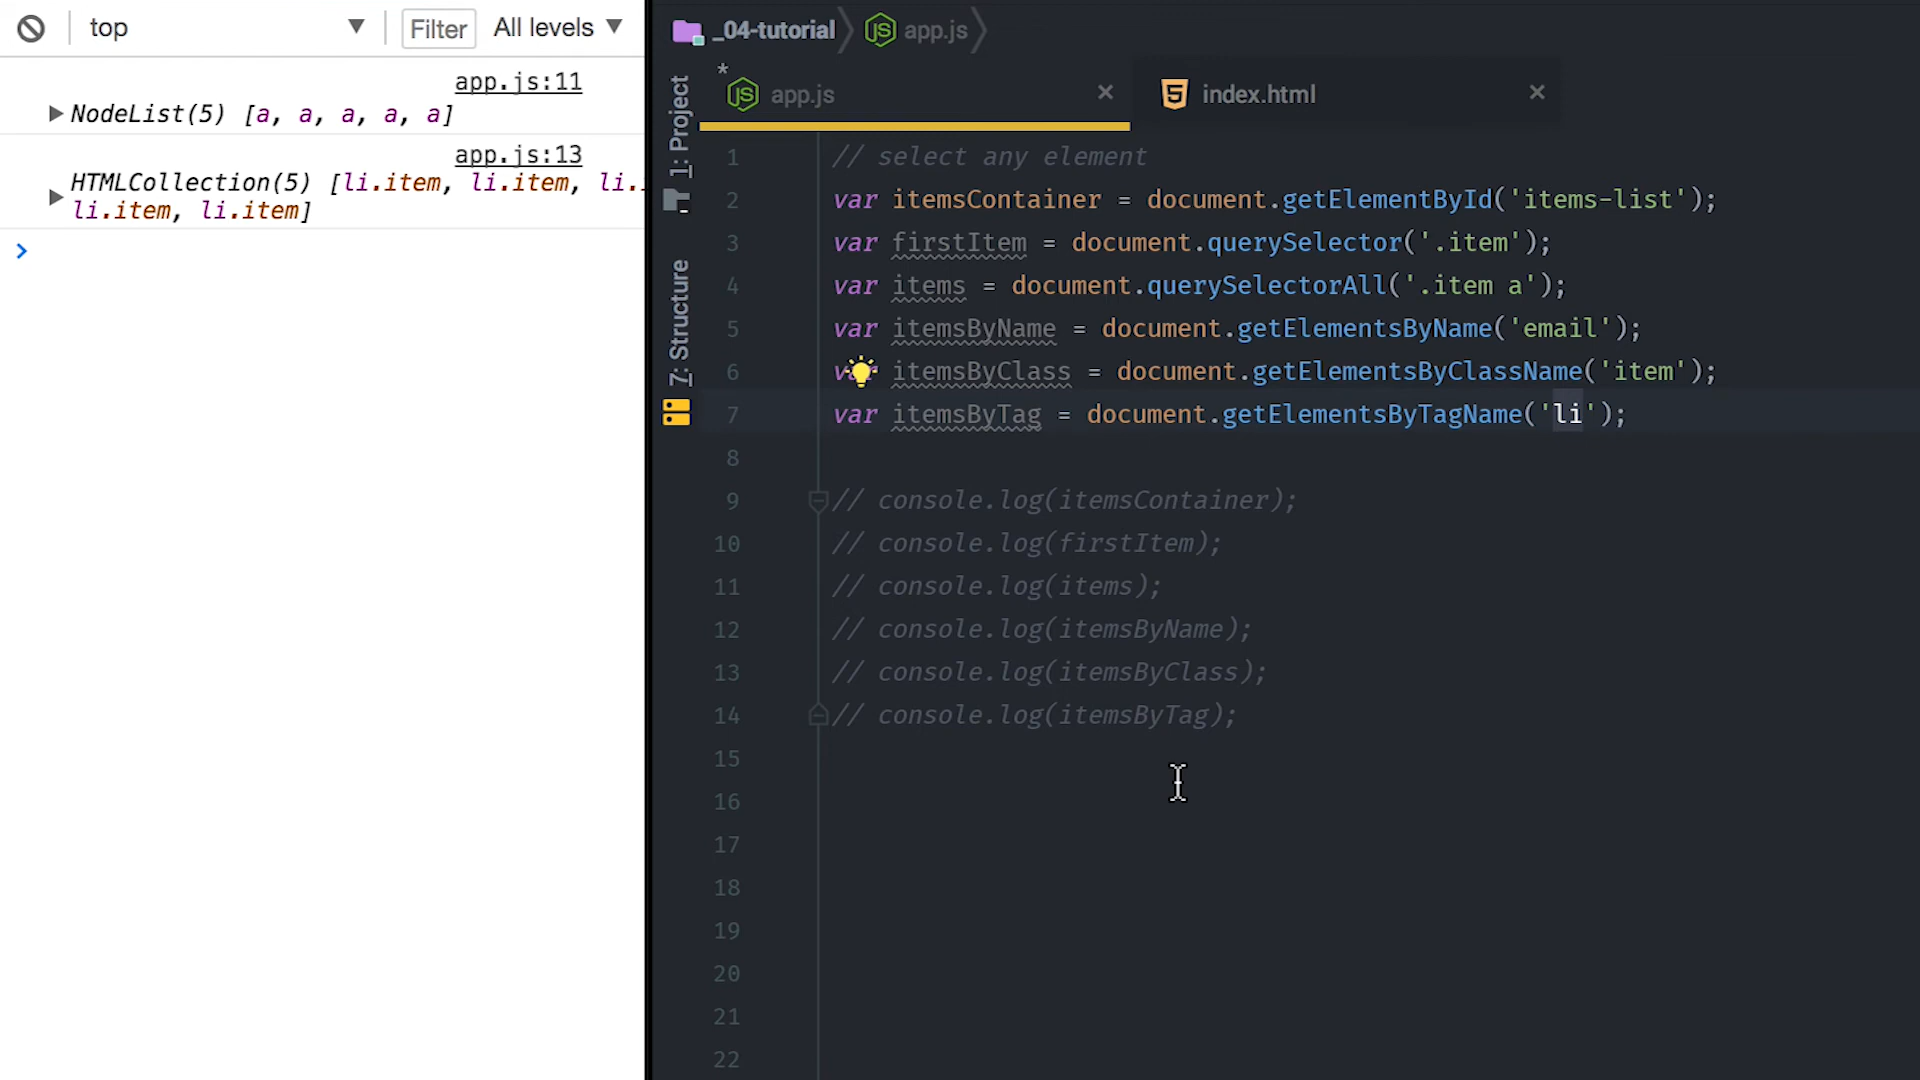 top
Filter
All levels
app.js:11
NodeList(5) [a, a, a, a, a]
app.js:13
HTMLCollection(5) [li.item, li.item, li.
li.item, li.item]
_04-tutorial
app.js
*
app.js
index.html
1: Project
7: Structure
1 // select any element
2 var itemsContainer = document.getElementById('items-list');
3 var firstItem = document.querySelector('.item');
4 var items = document.querySelectorAll('.item a');
5 var itemsByName = document.getElementsByName('email');
6 var itemsByClass = document.getElementsByClassName('item');
7 var itemsByTag = document.getElementsByTagName('li');
8
9 // console.log(itemsContainer);
10 // console.log(firstItem);
11 // console.log(items);
12 // console.log(itemsByName);
13 // console.log(itemsByClass);
14 // console.log(itemsByTag);
15
16
17
18
19
20
21
22